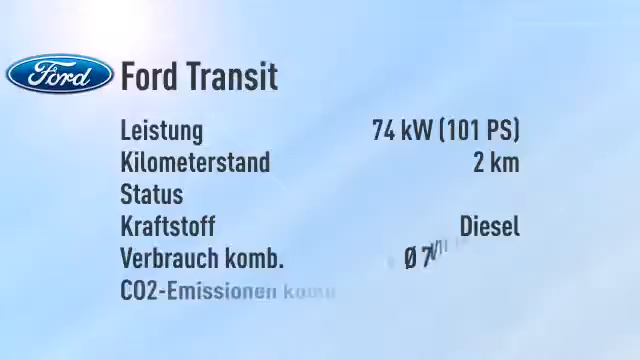 Ford Ford Transit
Leistung 74 kW (101 PS)
Kilometerstand 2 km
Status
Kraftstoff Diesel
Verbrauch komb. Ø 7
CO2-Emissionen